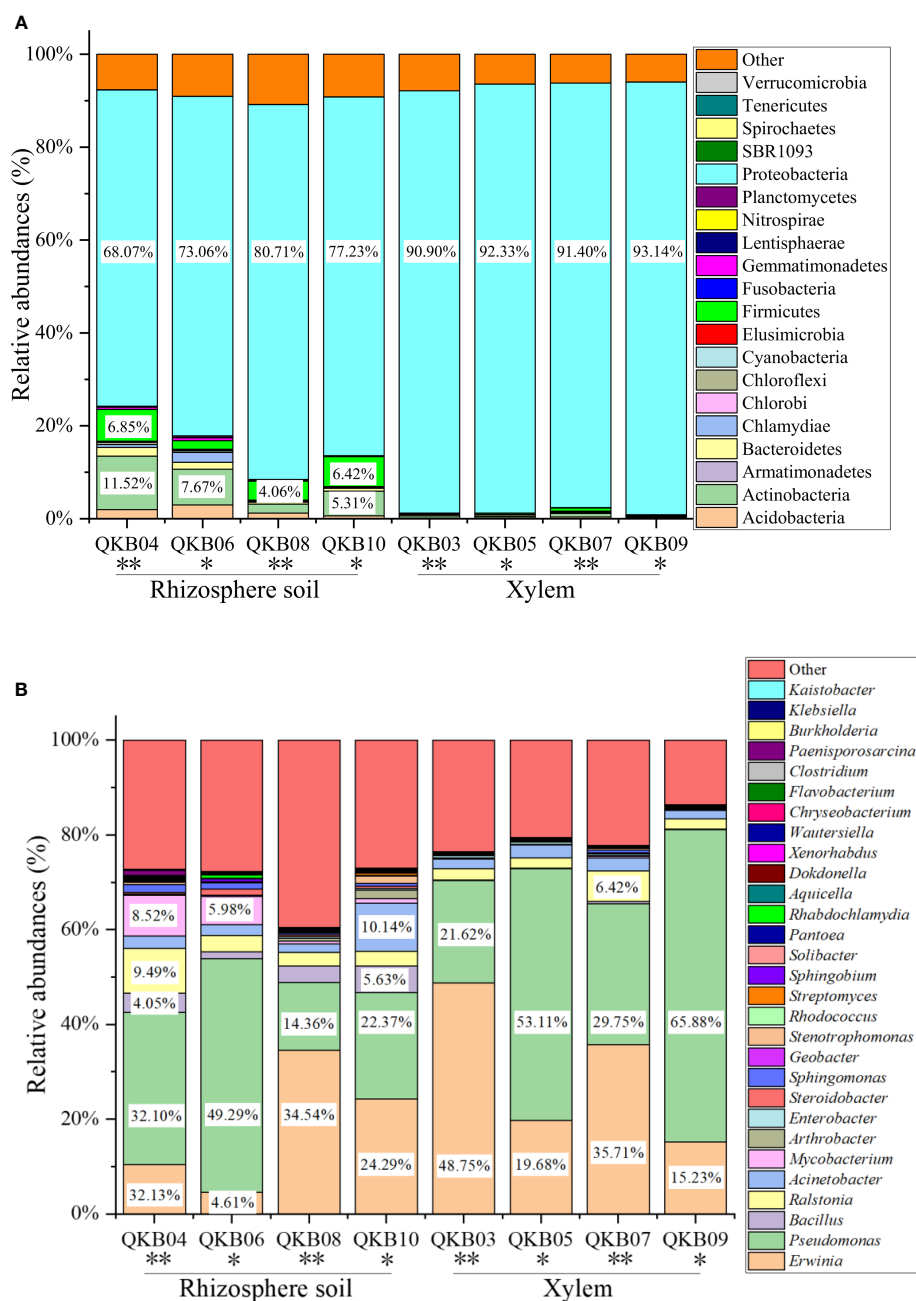 A
Relative abundances (%)
100%
80%
60%
40%
20%
0%
68.07%
73.06%
80.71%
77.23%
90.90%
92.33%
91.40%
93.14%
6.85%
11.52%
7.67%
4.06%
6.42%
5.31%
QKB04 QKB06 QKB08 QKB10 QKB03 QKB05 QKB07 QKB09
** * ** * ** * ** *
Rhizosphere soil Xylem
Other
Verrucomicrobia
Tenericutes
Spirochaetes
SBR1093
Proteobacteria
Planctomycetes
Nitrospirae
Lentisphaerae
Gemmatimonadetes
Fusobacteria
Firmicutes
Elusimicrobia
Cyanobacteria
Chloroflexi
Chlorobi
Chlamydiae
Bacteroidetes
Armatimonadetes
Actinobacteria
Acidobacteria
B
Relative abundances (%)
100%
80%
60%
40%
20%
0%
8.52%
9.49%
4.05%
32.10%
32.13%
5.98%
49.29%
4.61%
14.36%
34.54%
10.14%
5.63%
22.37%
24.29%
21.62%
48.75%
53.11%
19.68%
6.42%
29.75%
35.71%
65.88%
15.23%
QKB04 QKB06 QKB08 QKB10 QKB03 QKB05 QKB07 QKB09
** * ** * ** * ** *
Rhizosphere soil Xylem
Other
Kaistobacter
Klebsiella
Burkholderia
Paenisporosarcina
Clostridium
Flavobacterium
Chryseobacterium
Wautersiella
Xenorhabdus
Dokdonella
Aquicella
Rhabdochlamydia
Pantoea
Solibacter
Sphingobium
Streptomyces
Rhodococcus
Stenotrophomonas
Geobacter
Sphingomonas
Steroidobacter
Enterobacter
Arthrobacter
Mycobacterium
Acinetobacter
Ralstonia
Bacillus
Pseudomonas
Erwinia